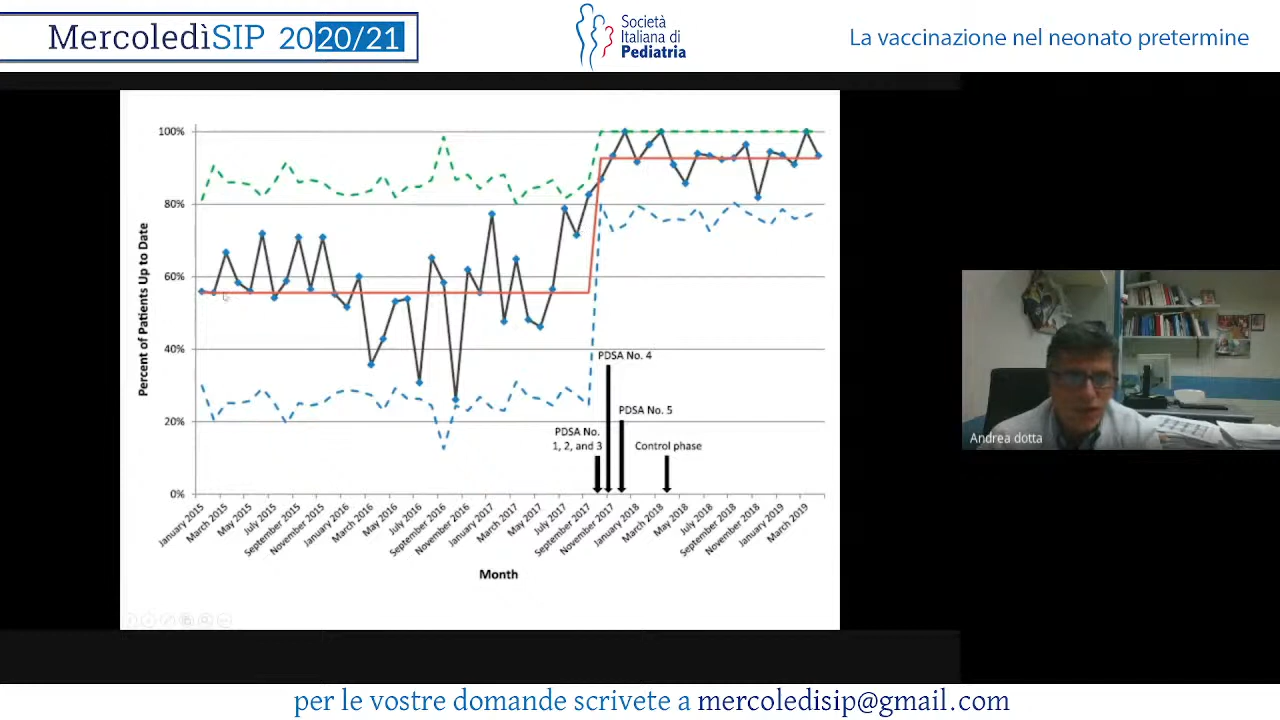 MercoledìSIP 2020/21
Società
Italiana di
Pediatria
La vaccinazione nel neonato pretermine
100%
80%
60%
40%
20%
0%
Percent of Patients Up to Date
PDSA No. 4
PDSA No. 5
PDSA No.
1, 2, and 3
Control phase
January 2015
March 2015
May 2015
July 2015
September 2015
November 2015
January 2016
March 2016
May 2016
July 2016
September 2016
November 2016
January 2017
March 2017
May 2017
July 2017
September 2017
November 2017
January 2018
March 2018
May 2018
July 2018
September 2018
November 2018
January 2019
March 2019
Month
Andrea dotta
per le vostre domande scrivete a mercoledisip@gmail.com